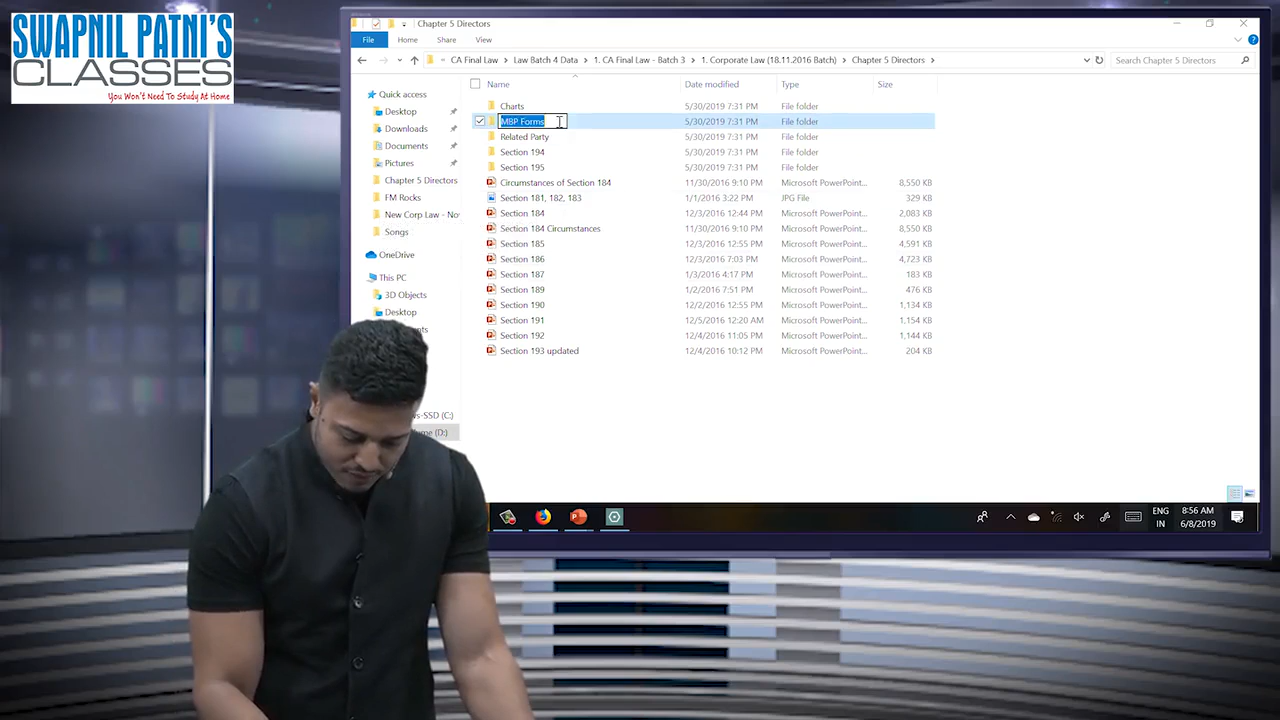 SWAPNIL PATNI'S
CLASSES
You Won't Need To Study At Home
Chapter 5 Directors
File Home Share View
« CA Final Law > Law Batch 4 Data > 1. CA Final Law - Batch 3 > 1. Corporate Law (18.11.2016 Batch) > Chapter 5 Directors >
Search Chapter 5 Directors
Name Date modified Type Size
Quick access
Desktop
Downloads
Documents
Pictures
Chapter 5 Directors
FM Rocks
New Corp Law - No
Songs
OneDrive
This PC
3D Objects
Desktop
ws-SSD (C:)
(D:)
Charts 5/30/2019 7:31 PM File folder
MBP Forms 5/30/2019 7:31 PM File folder
Related Party 5/30/2019 7:31 PM File folder
Section 194 5/30/2019 7:31 PM File folder
Section 195 5/30/2019 7:31 PM File folder
Circumstances of Section 184 11/30/2016 9:10 PM Microsoft PowerPoint... 8,550 KB
Section 181, 182, 183 1/1/2016 3:22 PM JPG File 329 KB
Section 184 12/3/2016 12:44 PM Microsoft PowerPoint... 2,083 KB
Section 184 Circumstances 11/30/2016 9:10 PM Microsoft PowerPoint... 8,550 KB
Section 185 12/3/2016 12:55 PM Microsoft PowerPoint... 4,591 KB
Section 186 12/3/2016 7:03 PM Microsoft PowerPoint... 4,723 KB
Section 187 1/3/2016 4:17 PM Microsoft PowerPoint... 183 KB
Section 189 1/2/2016 7:51 PM Microsoft PowerPoint... 476 KB
Section 190 12/2/2016 12:55 PM Microsoft PowerPoint... 1,134 KB
Section 191 12/5/2016 12:20 AM Microsoft PowerPoint... 1,154 KB
Section 192 12/4/2016 11:05 PM Microsoft PowerPoint... 1,144 KB
Section 193 updated 12/4/2016 10:12 PM Microsoft PowerPoint... 204 KB
ENG 8:56 AM
IN 6/8/2019